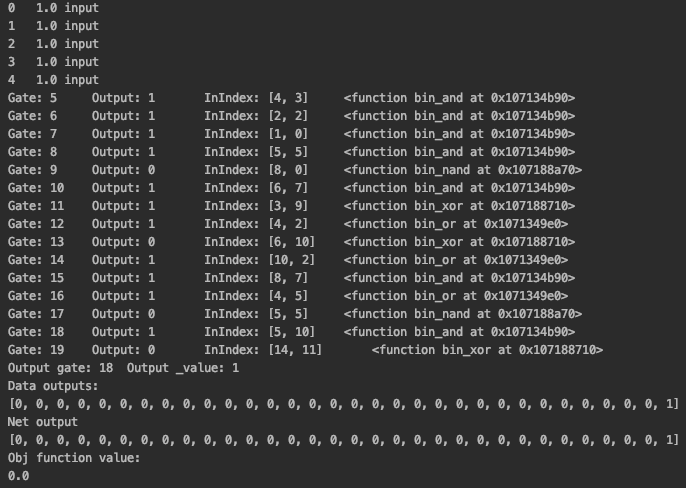 0 1.0 input
1 1.0 input
2 1.0 input
3 1.0 input
4 1.0 input
Gate: 5 Output: 1 InIndex: [4, 3] <function bin_and at 0x107134b90>
Gate: 6 Output: 1 InIndex: [2, 2] <function bin_and at 0x107134b90>
Gate: 7 Output: 1 InIndex: [1, 0] <function bin_and at 0x107134b90>
Gate: 8 Output: 1 InIndex: [5, 5] <function bin_and at 0x107134b90>
Gate: 9 Output: 0 InIndex: [8, 0] <function bin_nand at 0x107188a70>
Gate: 10 Output: 1 InIndex: [6, 7] <function bin_and at 0x107134b90>
Gate: 11 Output: 1 InIndex: [3, 9] <function bin_xor at 0x107188710>
Gate: 12 Output: 1 InIndex: [4, 2] <function bin_or at 0x1071349e0>
Gate: 13 Output: 0 InIndex: [6, 10] <function bin_xor at 0x107188710>
Gate: 14 Output: 1 InIndex: [10, 2] <function bin_or at 0x1071349e0>
Gate: 15 Output: 1 InIndex: [8, 7] <function bin_and at 0x107134b90>
Gate: 16 Output: 1 InIndex: [4, 5] <function bin_or at 0x1071349e0>
Gate: 17 Output: 0 InIndex: [5, 5] <function bin_nand at 0x107188a70>
Gate: 18 Output: 1 InIndex: [5, 10] <function bin_and at 0x107134b90>
Gate: 19 Output: 0 InIndex: [14, 11] <function bin_xor at 0x107188710>
Output gate: 18 Output _value: 1
Data outputs:
[0, 0, 0, 0, 0, 0, 0, 0, 0, 0, 0, 0, 0, 0, 0, 0, 0, 0, 0, 0, 0, 0, 0, 0, 0, 0, 0, 0, 0, 0, 0, 1]
Net output
[0, 0, 0, 0, 0, 0, 0, 0, 0, 0, 0, 0, 0, 0, 0, 0, 0, 0, 0, 0, 0, 0, 0, 0, 0, 0, 0, 0, 0, 0, 0, 1]
Obj function value:
0.0